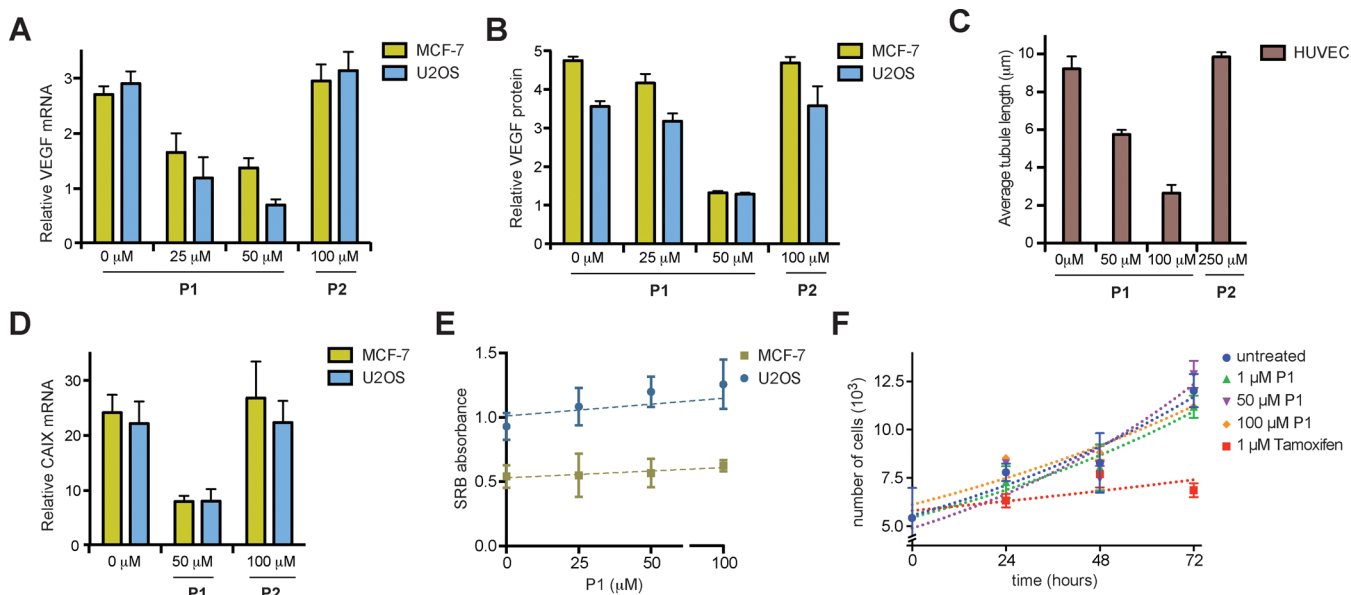 A
Relative VEGF mRNA
3
2
1
0
0 µM
25 µM
50 µM
100 µM
P1
P2
MCF-7
U2OS
B
Relative VEGF protein
5
4
3
2
1
0
0 µM
25 µM
50 µM
100 µM
P1
P2
MCF-7
U2OS
C
Average tubule length (µm)
10
8
6
4
2
0
0µM
50 µM
100 µM
250 µM
P1
P2
HUVEC
D
Relative CAIX mRNA
30
20
10
0
0 µM
50 µM
100 µM
P1
P2
MCF-7
U2OS
E
SRB absorbance
1.5
1.0
0.5
0.0
0
25
50
100
P1 (µM)
MCF-7
U2OS
F
number of cells (10³)
12.5
10.0
7.5
5.0
0
24
48
72
time (hours)
untreated
1 µM P1
50 µM P1
100 µM P1
1 µM Tamoxifen